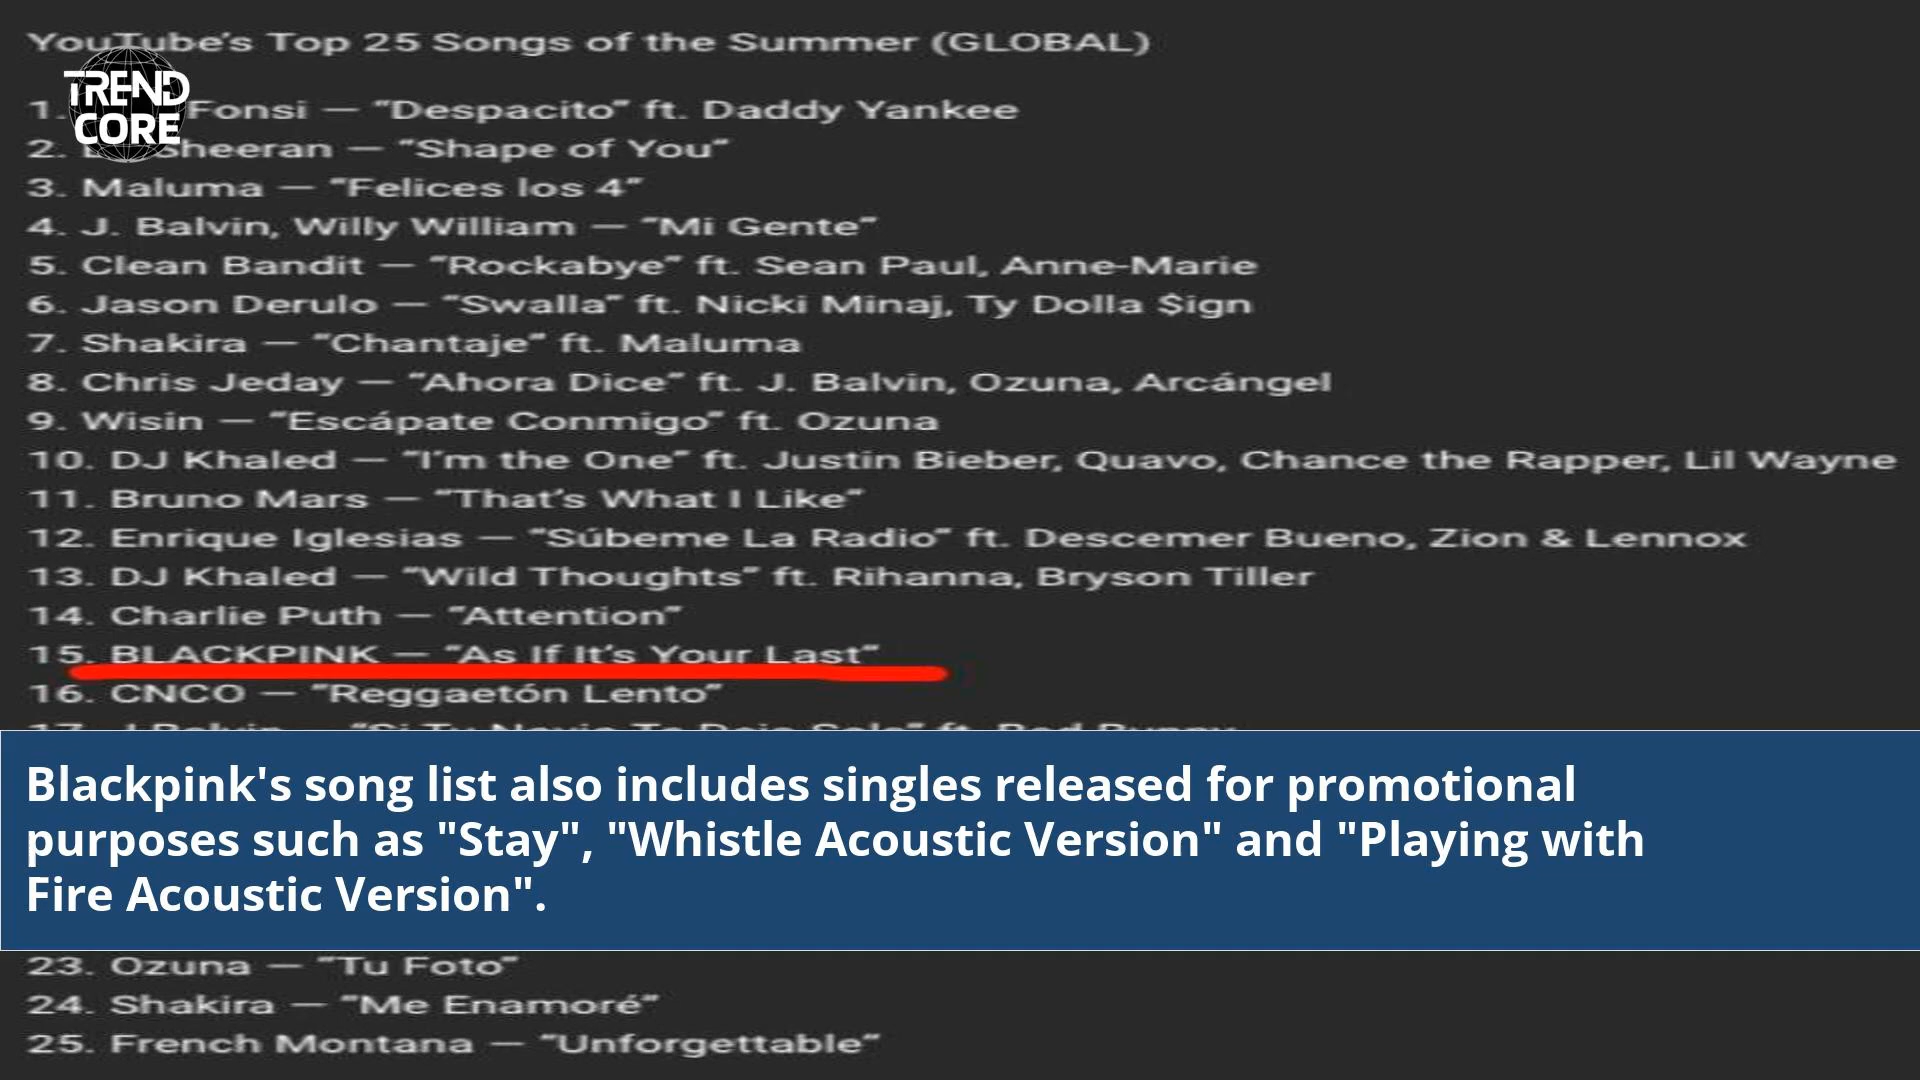 YouTube's Top 25 Songs of the Summer (GLOBAL)
TREND
CORE
1. Fonsi — “Despacito” ft. Daddy Yankee
2. Sheeran — “Shape of You”
3. Maluma — “Felices los 4”
4. J. Balvin, Willy William — “Mi Gente”
5. Clean Bandit — “Rockabye” ft. Sean Paul, Anne-Marie
6. Jason Derulo — “Swalla” ft. Nicki Minaj, Ty Dolla $ign
7. Shakira — “Chantaje” ft. Maluma
8. Chris Jeday — “Ahora Dice” ft. J. Balvin, Ozuna, Arcángel
9. Wisin — “Escápate Conmigo” ft. Ozuna
10. DJ Khaled — “I'm the One” ft. Justin Bieber, Quavo, Chance the Rapper, Lil Wayne
11. Bruno Mars — “That's What I Like”
12. Enrique Iglesias — “Súbeme La Radio” ft. Descemer Bueno, Zion & Lennox
13. DJ Khaled — “Wild Thoughts” ft. Rihanna, Bryson Tiller
14. Charlie Puth — “Attention”
15. BLACKPINK — “As If It's Your Last”
16. CNCO — “Reggaetón Lento”
Blackpink's song list also includes singles released for promotional
purposes such as "Stay", "Whistle Acoustic Version" and "Playing with
Fire Acoustic Version".
23. Ozuna — “Tu Foto”
24. Shakira — “Me Enamoré”
25. French Montana — “Unforgettable”